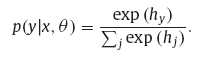 p(y|x, θ) = exp (h_y) / ∑_j exp (h_j) .